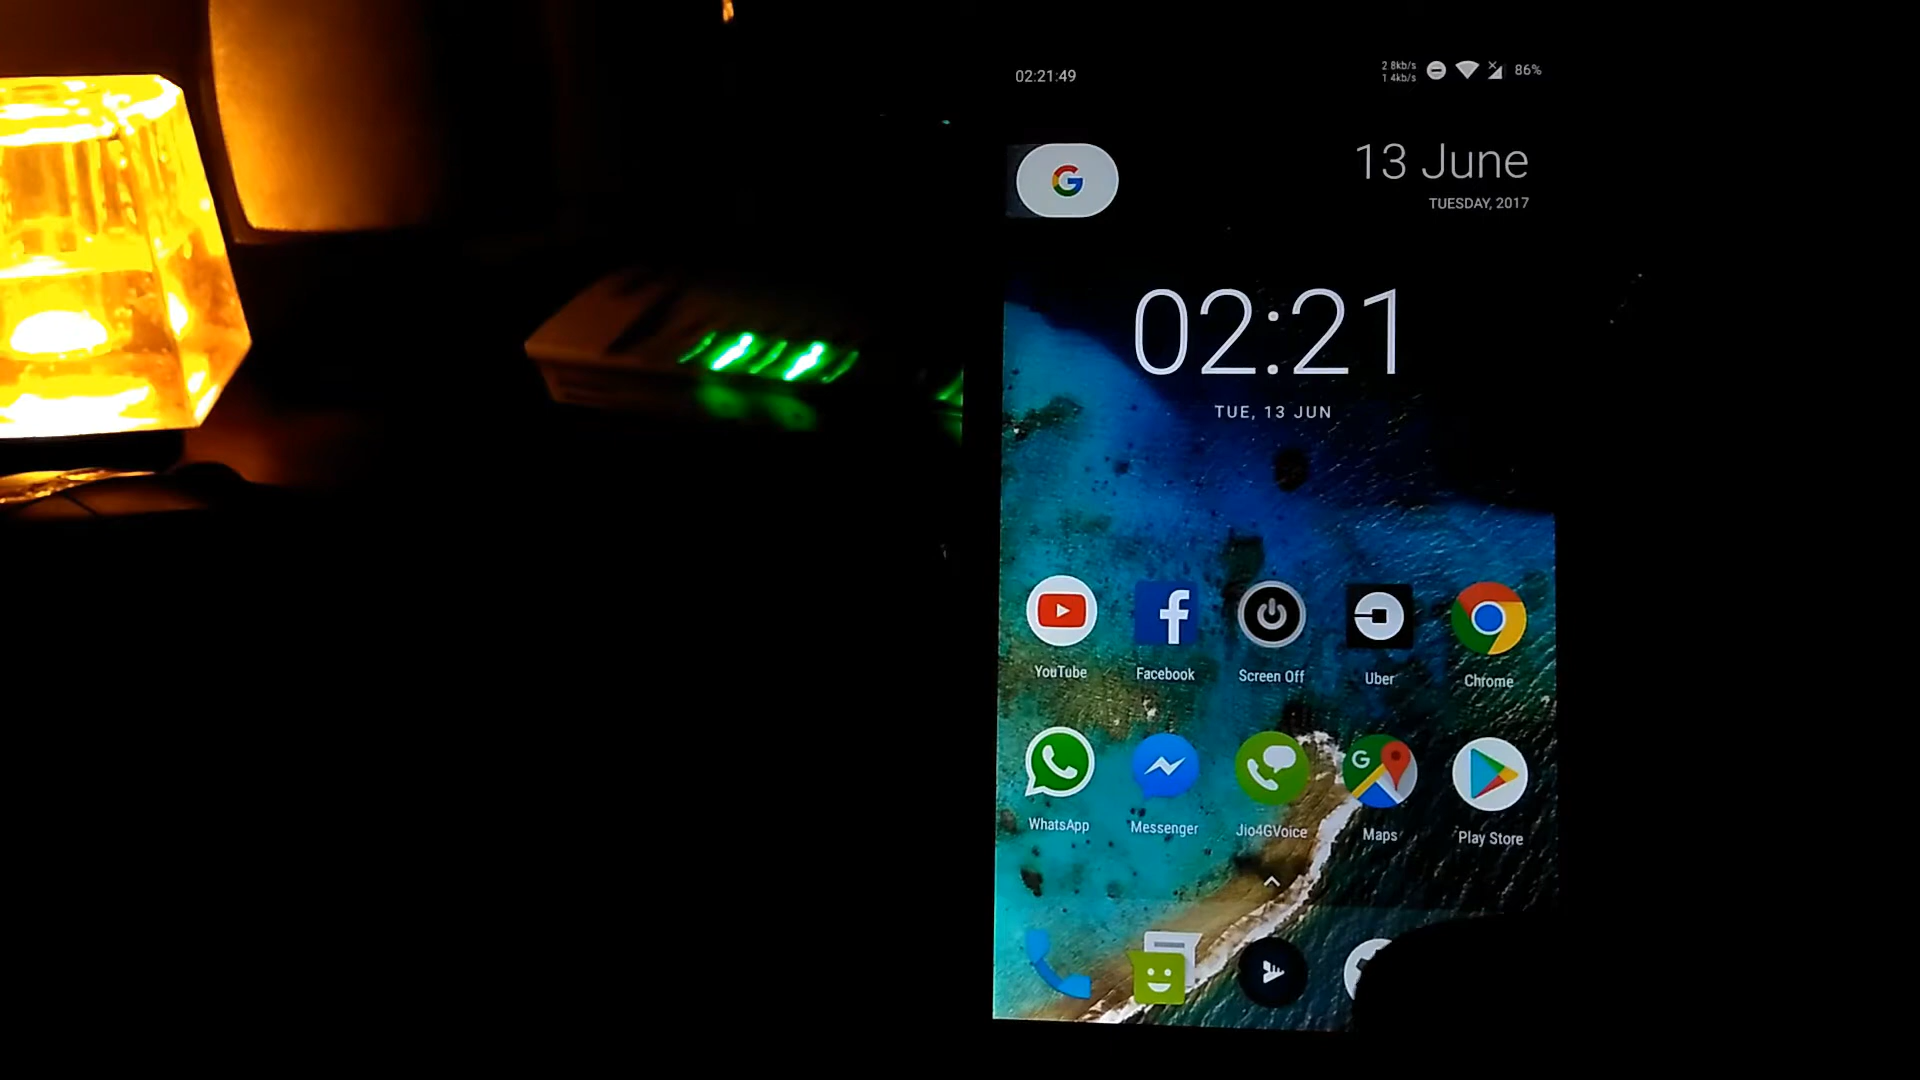 02:21:49
2 8kb/s
1 4kb/s
86%
G
13 June
TUESDAY, 2017
02:21
TUE, 13 JUN
YouTube
Facebook
Screen Off
Uber
Chrome
WhatsApp
Messenger
Jio4GVoice
Maps
Play Store